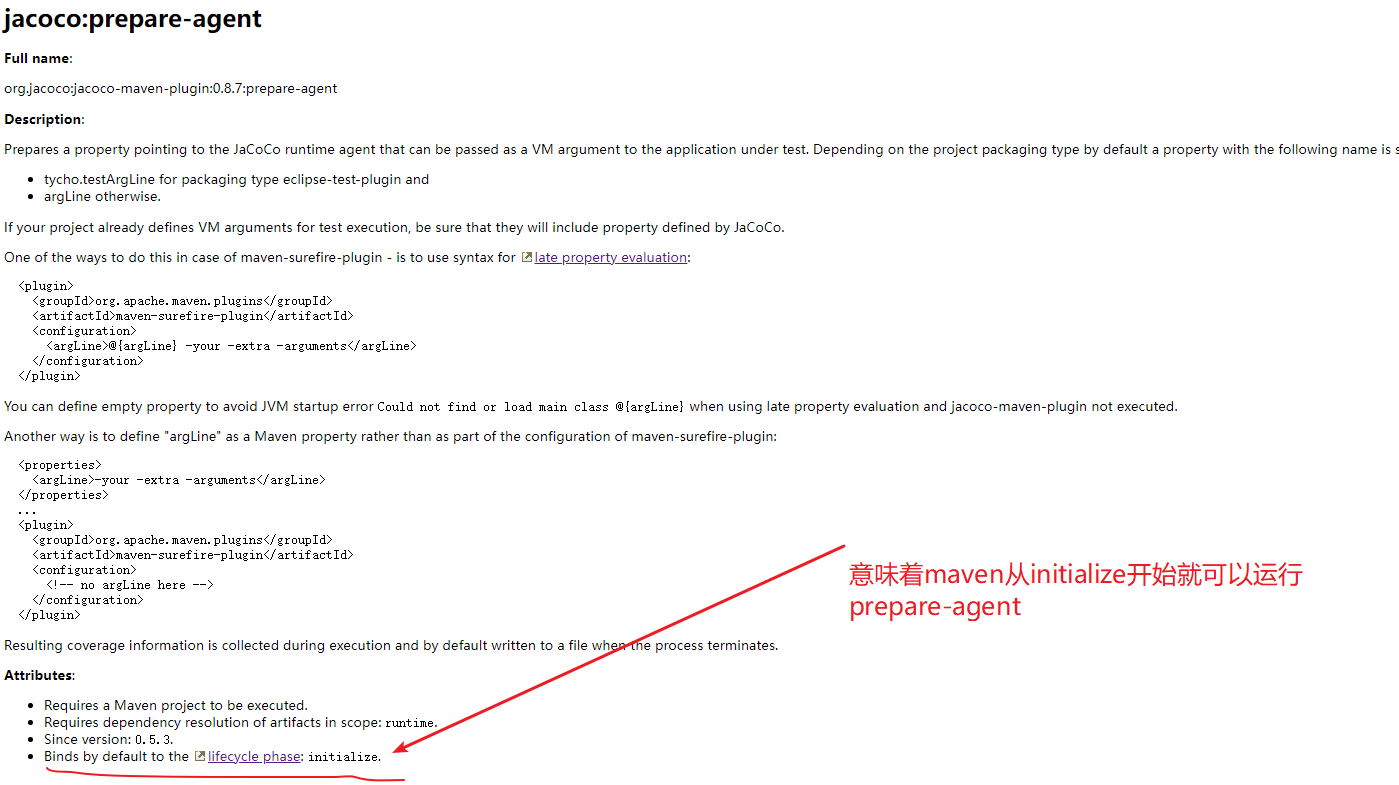 jacoco:prepare-agent
Full name:
org.jacoco:jacoco-maven-plugin:0.8.7:prepare-agent
Description:
Prepares a property pointing to the JaCoCo runtime agent that can be passed as a VM argument to the application under test. Depending on the project packaging type by default a property with the following name is s
tycho.testArgLine for packaging type eclipse-test-plugin and
argLine otherwise.
If your project already defines VM arguments for test execution, be sure that they will include property defined by JaCoCo.
One of the ways to do this in case of maven-surefire-plugin - is to use syntax for late property evaluation:
<plugin>
<groupId>org.apache.maven.plugins</groupId>
<artifactId>maven-surefire-plugin</artifactId>
<configuration>
<argLine>@{argLine} -your -extra -arguments</argLine>
</configuration>
</plugin>
You can define empty property to avoid JVM startup error Could not find or load main class @{argLine} when using late property evaluation and jacoco-maven-plugin not executed.
Another way is to define "argLine" as a Maven property rather than as part of the configuration of maven-surefire-plugin:
<properties>
<argLine>-your -extra -arguments</argLine>
</properties>
...
<plugin>
<groupId>org.apache.maven.plugins</groupId>
<artifactId>maven-surefire-plugin</artifactId>
<configuration>
<!-- no argLine here -->
</configuration>
</plugin>
意味着maven从initialize开始就可以运行
prepare-agent
Resulting coverage information is collected during execution and by default written to a file when the process terminates.
Attributes:
Requires a Maven project to be executed.
Requires dependency resolution of artifacts in scope: runtime.
Since version: 0.5.3.
Binds by default to the lifecycle phase: initialize.